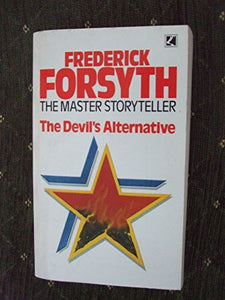 FREDERICK
FORSYTH
THE MASTER STORYTELLER
The Devil's Alternative